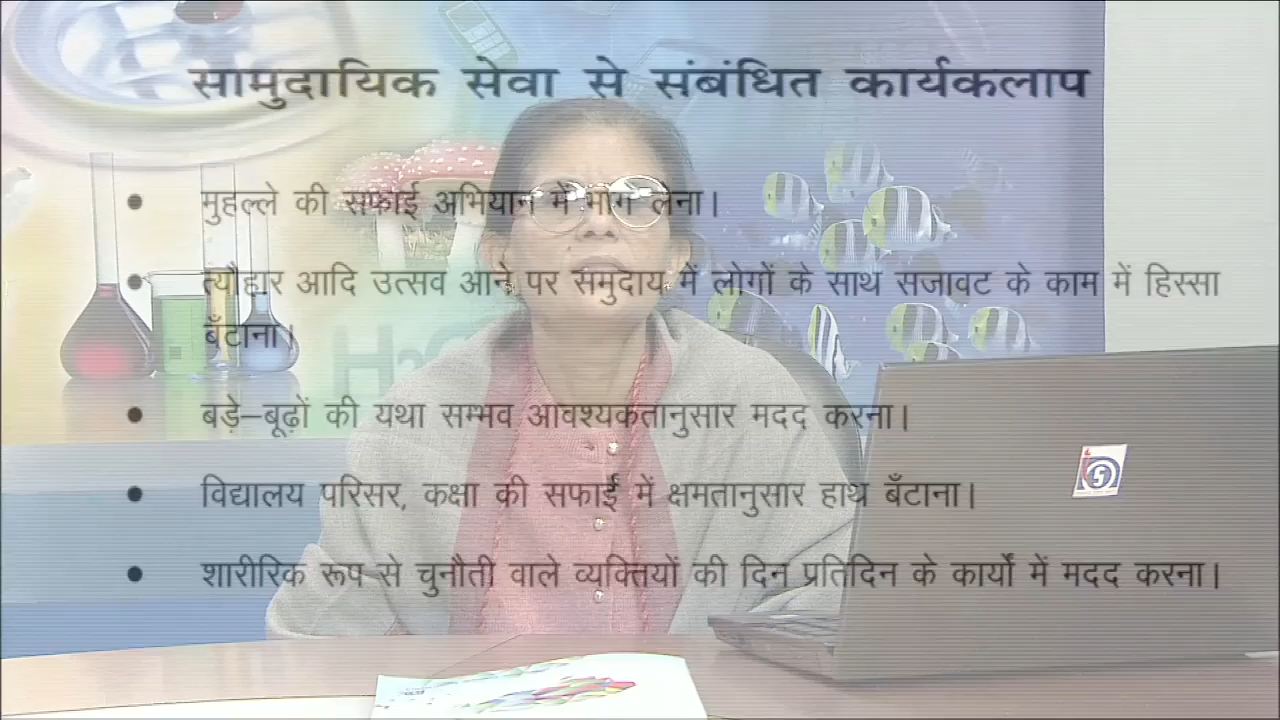 सामुदायिक सेवा से संबंधित कार्यकलाप
• मुहल्ले की सफाई अभियान में भाग लेना।
• त्यौहार आदि उत्सव आने पर समुदाय में लोगों के साथ सजावट के काम में हिस्सा
बँटाना।
• बड़े–बूढ़ों की यथा सम्भव आवश्यकतानुसार मदद करना।
• विद्यालय परिसर, कक्षा की सफाई में क्षमतानुसार हाथ बँटाना।
• शारीरिक रूप से चुनौती वाले व्यक्तियों की दिन प्रतिदिन के कार्यों में मदद करना।